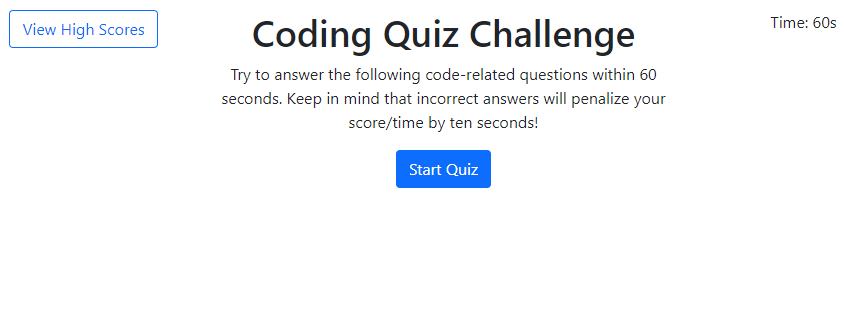 View High Scores
Coding Quiz Challenge
Time: 60s
Try to answer the following code-related questions within 60
seconds. Keep in mind that incorrect answers will penalize your
score/time by ten seconds!
Start Quiz